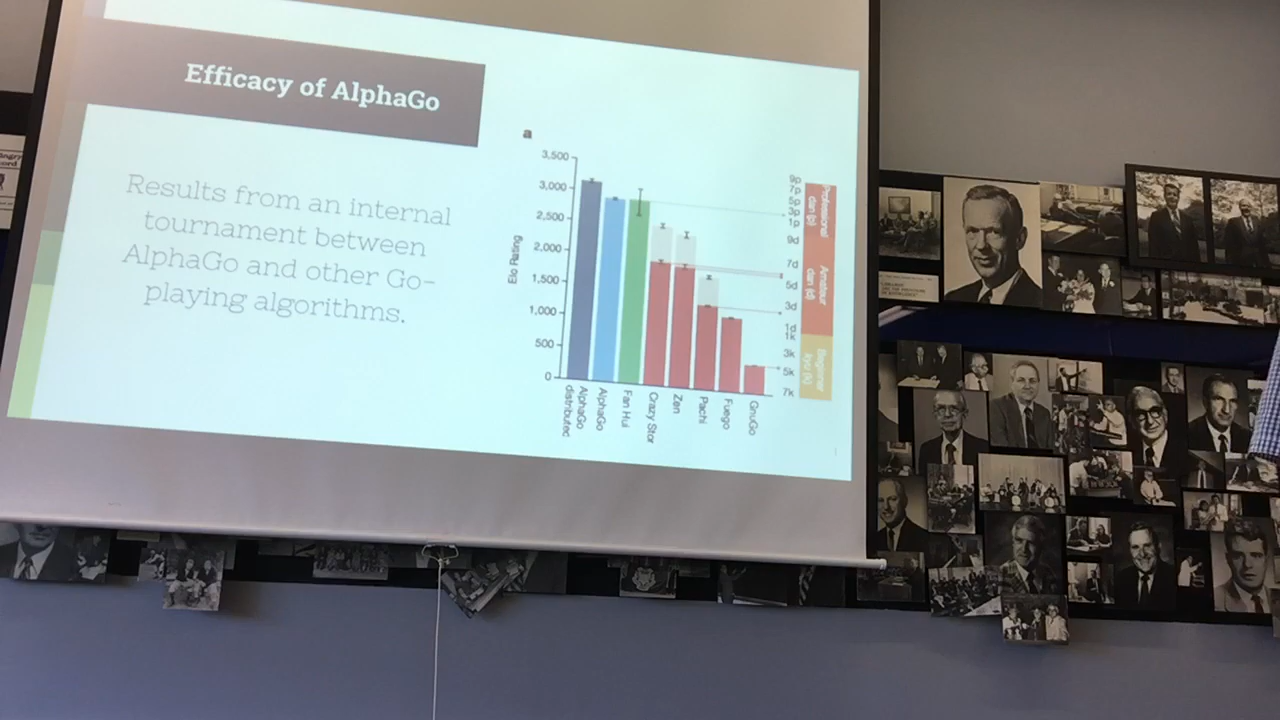 Efficacy of AlphaGo
Results from an internal
tournament between
AlphaGo and other Go-
playing algorithms.
a
Elo Rating
3,500
3,000
2,500
2,000
1,500
1,000
500
0
AlphaGo
distributed
AlphaGo
Fan Hui
Crazy Stor
Zen
Pachi
Fuego
GnuGo
9p
7p
5p
3p
1p
9d
7d
5d
3d
1d
1k
3k
5k
7k
Professional
dan (p)
Amateur
dan (d)
Beginner
kyu (k)